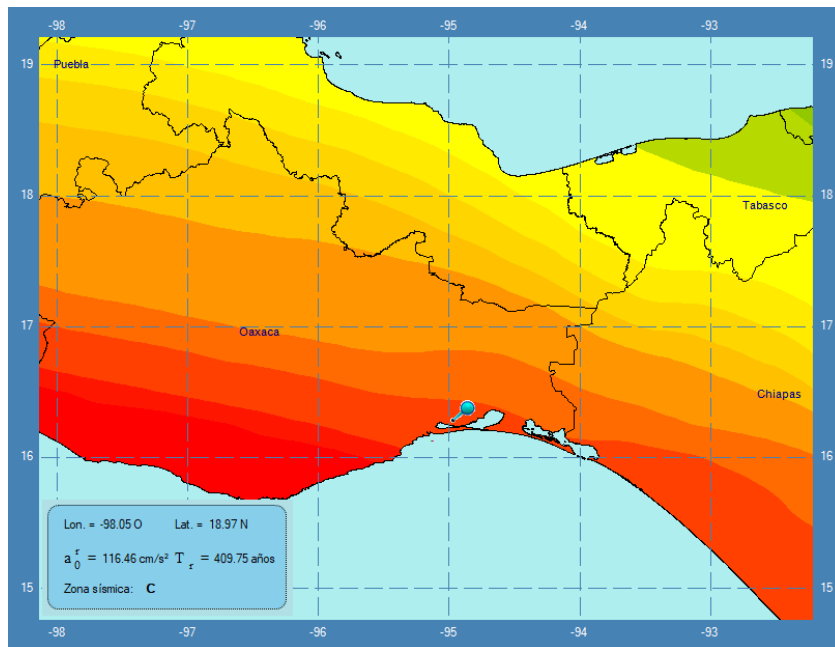 -98 -97 -96 -95 -94 -93
19 19
Puebla
18 18
Tabasco
17 17
Oaxaca
Chiapas
16 16
Lon. = -98.05 O Lat. = 18.97 N
a r 0 = 116.46 cm/s² T r = 409.75 años
Zona sísmica: C
15 15
-98 -97 -96 -95 -94 -93